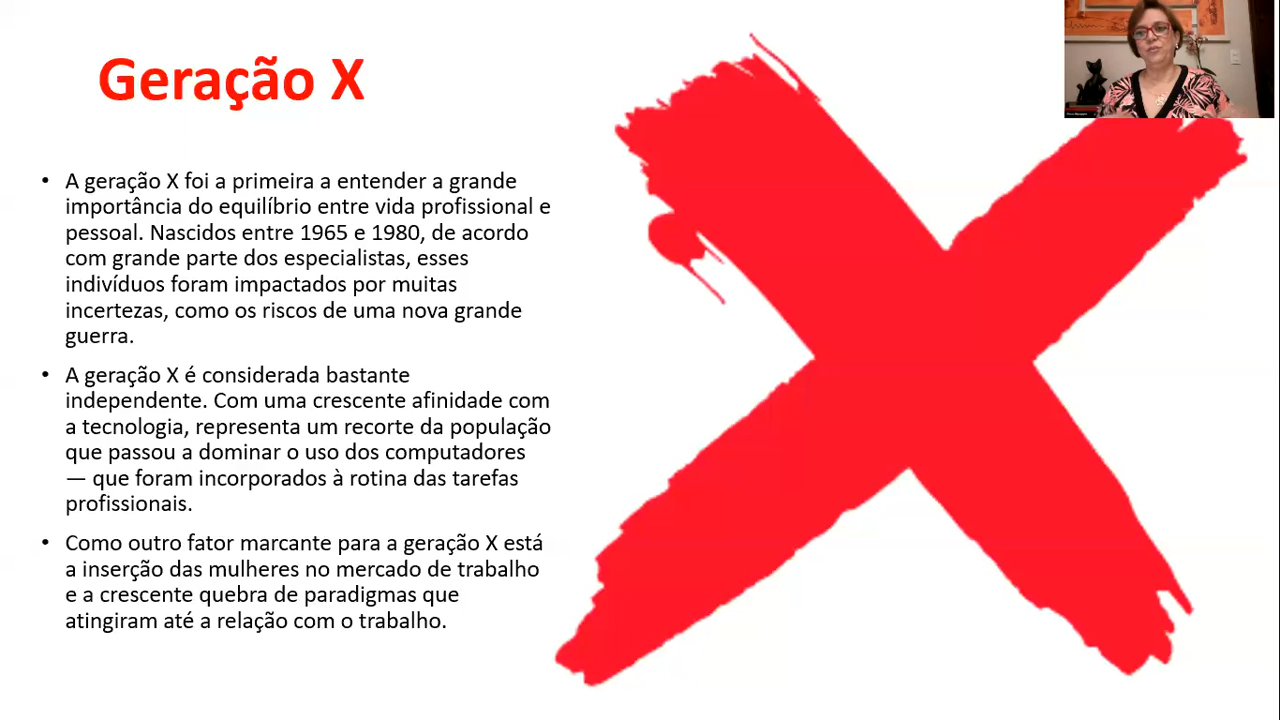 Geração X
• A geração X foi a primeira a entender a grande
importância do equilíbrio entre vida profissional e
pessoal. Nascidos entre 1965 e 1980, de acordo
com grande parte dos especialistas, esses
indivíduos foram impactados por muitas
incertezas, como os riscos de uma nova grande
guerra.
• A geração X é considerada bastante
independente. Com uma crescente afinidade com
a tecnologia, representa um recorte da população
que passou a dominar o uso dos computadores
— que foram incorporados à rotina das tarefas
profissionais.
• Como outro fator marcante para a geração X está
a inserção das mulheres no mercado de trabalho
e a crescente quebra de paradigmas que
atingiram até a relação com o trabalho.